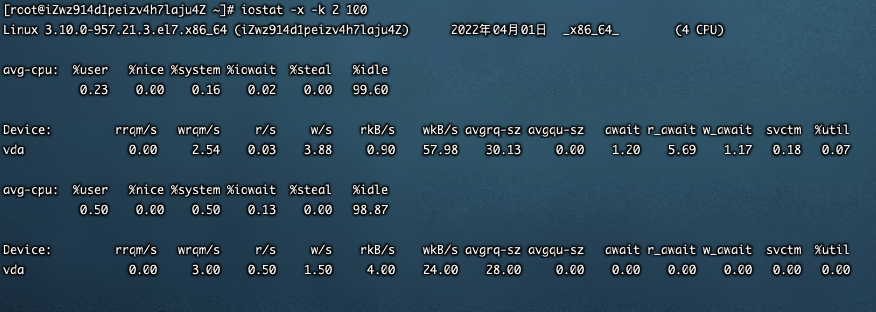 [root@iZwz914d1peizv4h7laju4Z ~]# iostat -x -k 2 100
Linux 3.10.0-957.21.3.el7.x86_64 (iZwz914d1peizv4h7laju4Z) 2022年04月01日 _x86_64_ (4 CPU)
avg-cpu: %user %nice %system %iowait %steal %idle
0.23 0.00 0.16 0.02 0.00 99.60
Device: rrqm/s wrqm/s r/s w/s rkB/s wkB/s avgrq-sz avgqu-sz await r_await w_await svctm %util
vda 0.00 2.54 0.03 3.88 0.90 57.98 30.13 0.00 1.20 5.69 1.17 0.18 0.07
avg-cpu: %user %nice %system %iowait %steal %idle
0.50 0.00 0.50 0.13 0.00 98.87
Device: rrqm/s wrqm/s r/s w/s rkB/s wkB/s avgrq-sz avgqu-sz await r_await w_await svctm %util
vda 0.00 3.00 0.50 1.50 4.00 24.00 28.00 0.00 0.00 0.00 0.00 0.00 0.00